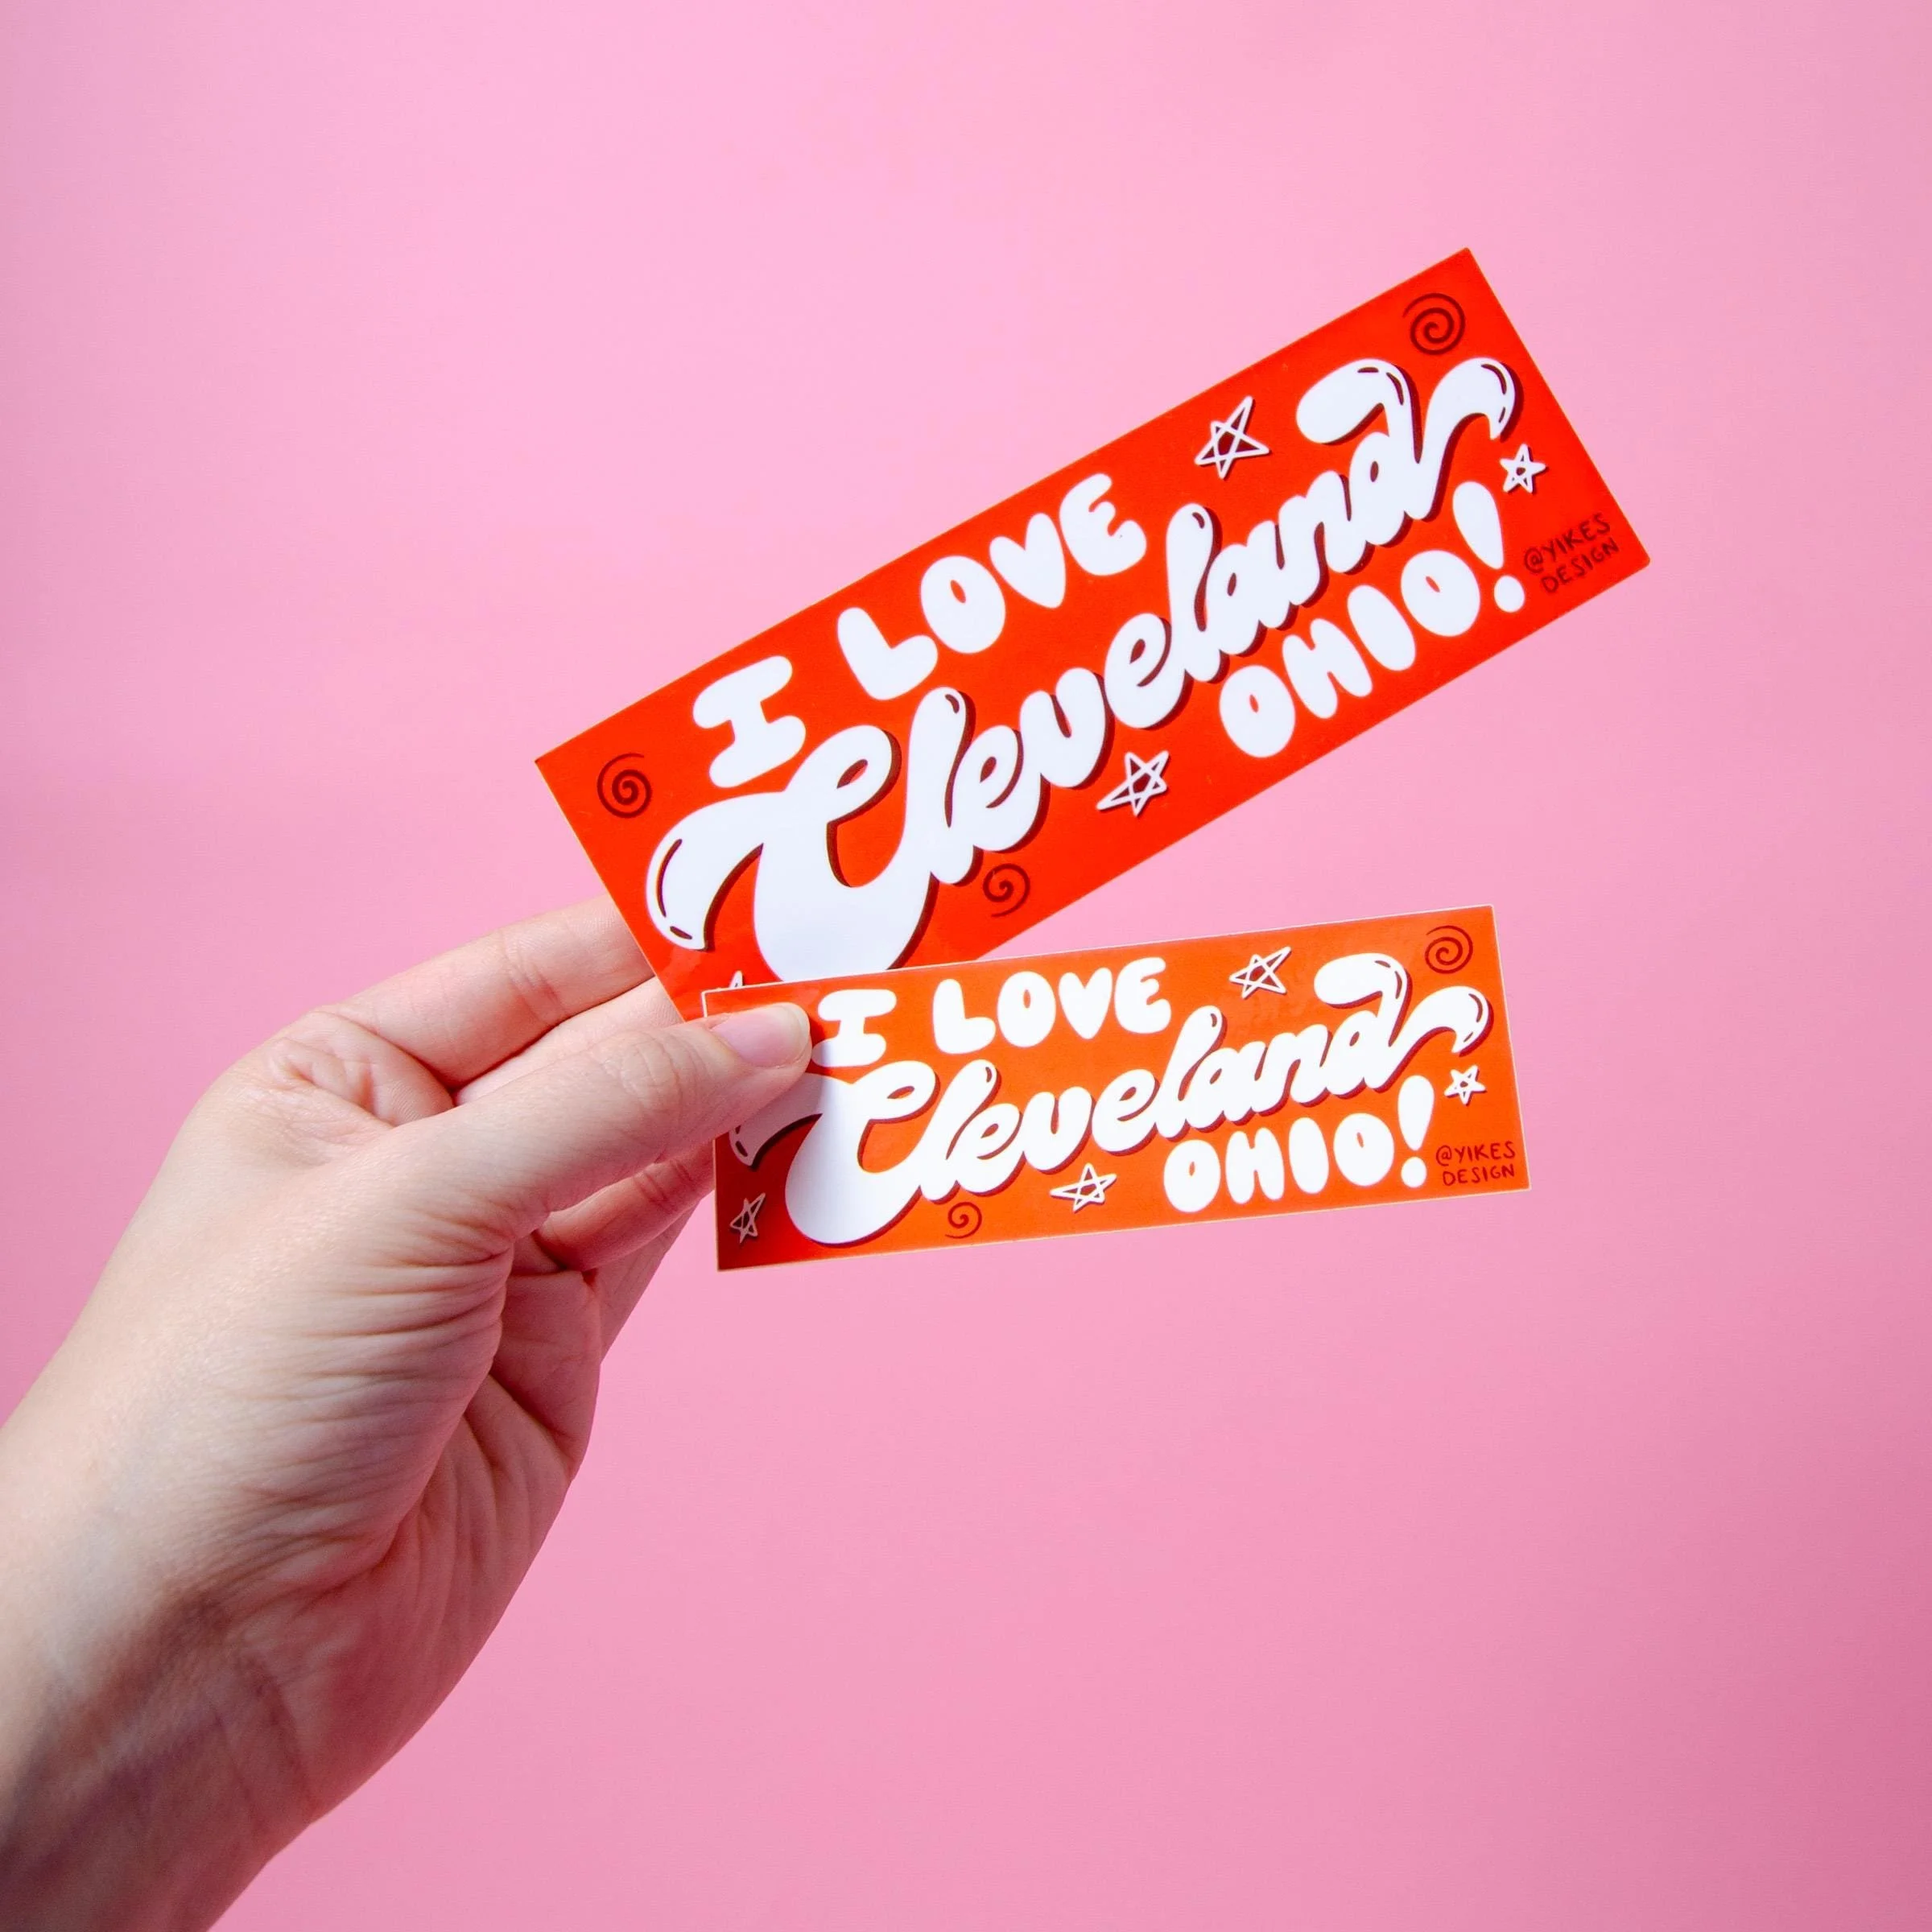 I LOVE
Cleveland
OHIO!
@YIKES
DESIGN
I LOVE
Cleveland
OHIO!
@YIKES
DESIGN